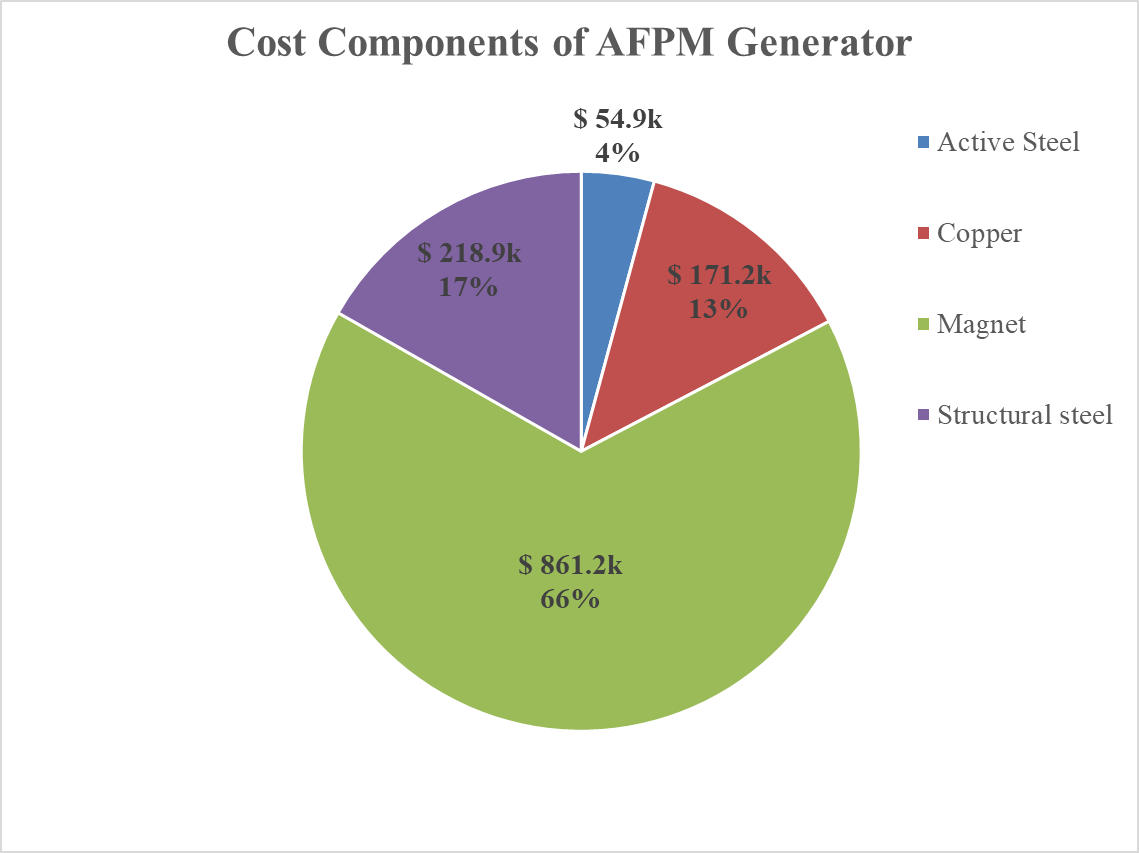 Cost Components of AFPM Generator
$ 54.9k
4%
$ 171.2k
13%
$ 861.2k
66%
$ 218.9k
17%
Active Steel
Copper
Magnet
Structural steel